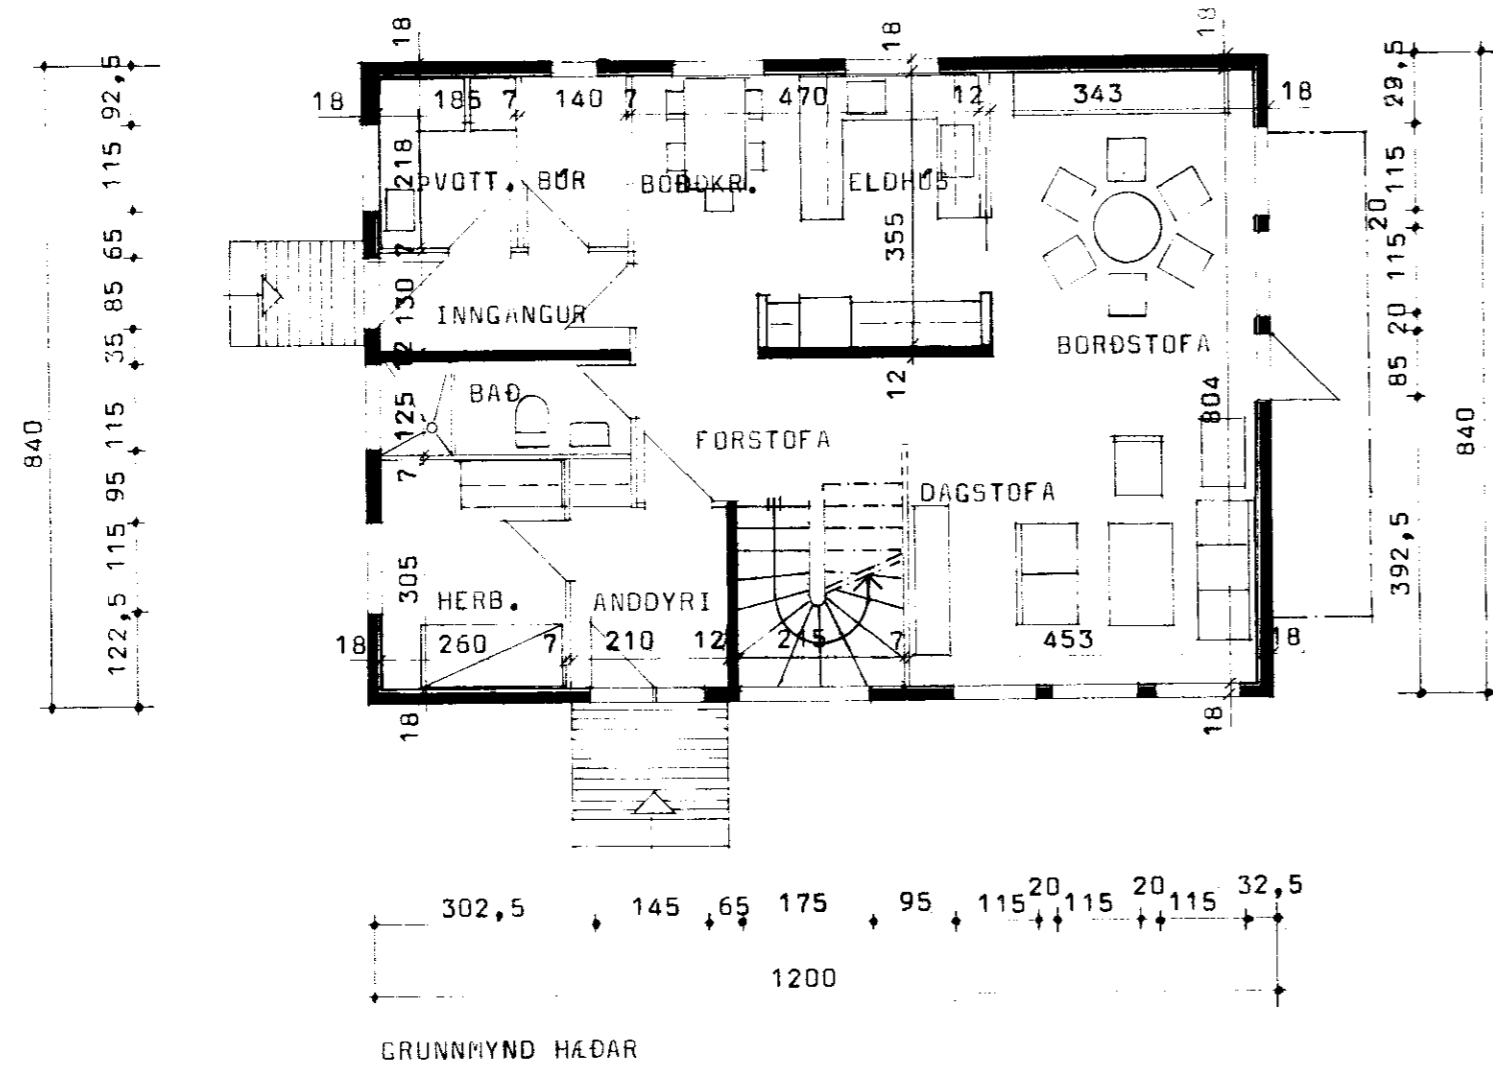 18 18 18
18 185 7 140 7 470 12 343 18
92,5 115 65 85 35 115 95 115 122,5
840
218 ÞVOTT. BÚR BORÐKR. ELDHÚS
7 355
130 INNGANGUR
12 BORÐSTOFA
BAÐ 12
125 FORSTOFA 804
7 DAGSTOFA
305 HERB. ANDDYRI
18 260 7 210 12 215 7 453 18
18 18
29,5 115 20 115 20 85 392,5
840
302,5 145 65 175 95 115 20 115 20 115 32,5
1200
GRUNNMYND HÆÐAR